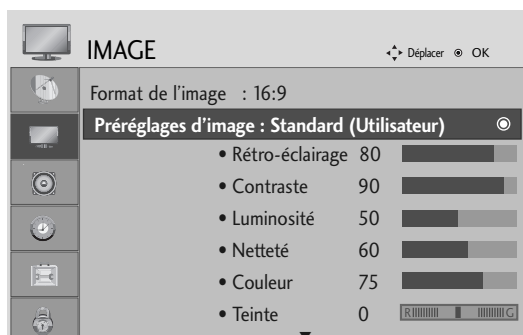 IMAGE
Déplacer OK
Format de l'image : 16:9
Préréglages d'image : Standard (Utilisateur)
• Rétro-éclairage 80
• Contraste 90
• Luminosité 50
• Netteté 60
• Couleur 75
• Teinte 0 R G